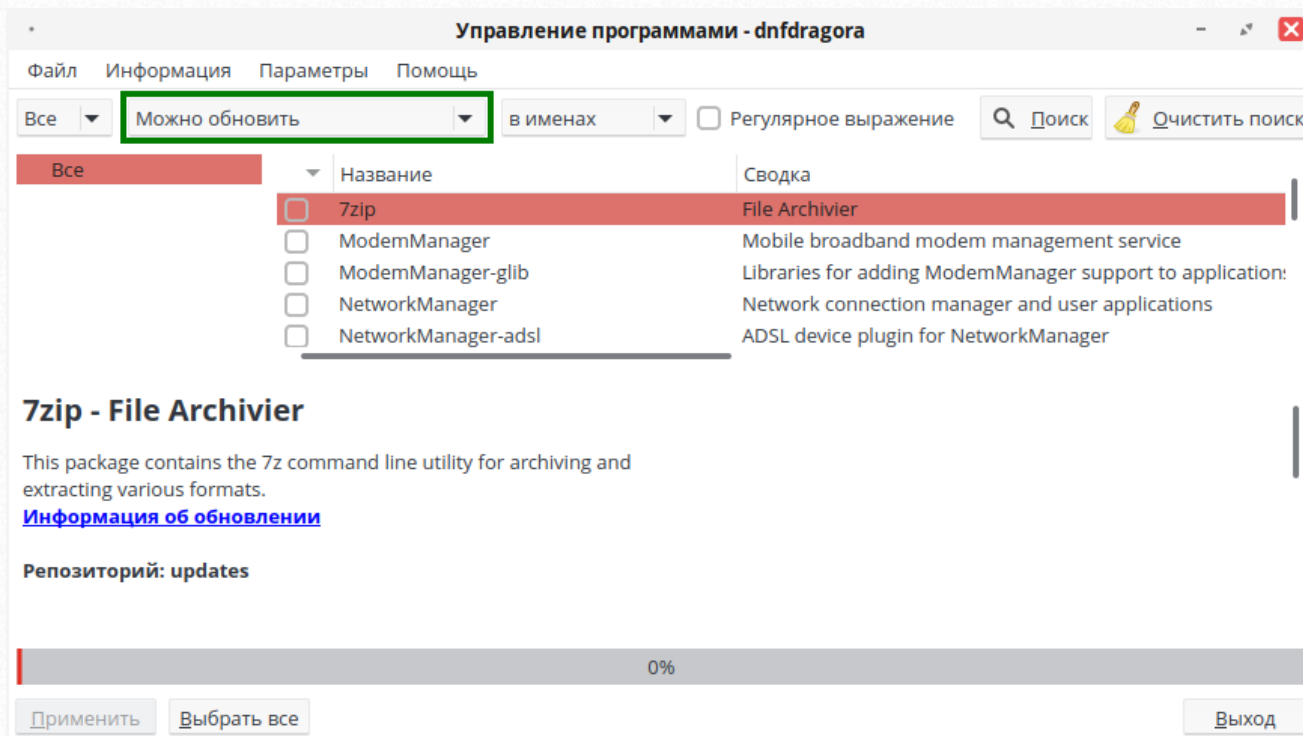 Управление программами - dnfdragora
Файл Информация Параметры Помощь
Все Можно обновить в именах Регулярное выражение Поиск Очистить поиск
Все Название Сводка
7zip File Archivier
ModemManager Mobile broadband modem management service
ModemManager-glib Libraries for adding ModemManager support to applications
NetworkManager Network connection manager and user applications
NetworkManager-adsl ADSL device plugin for NetworkManager
7zip - File Archivier
This package contains the 7z command line utility for archiving and
extracting various formats.
Информация об обновлении
Репозиторий: updates
0%
Применить Выбрать все Выход